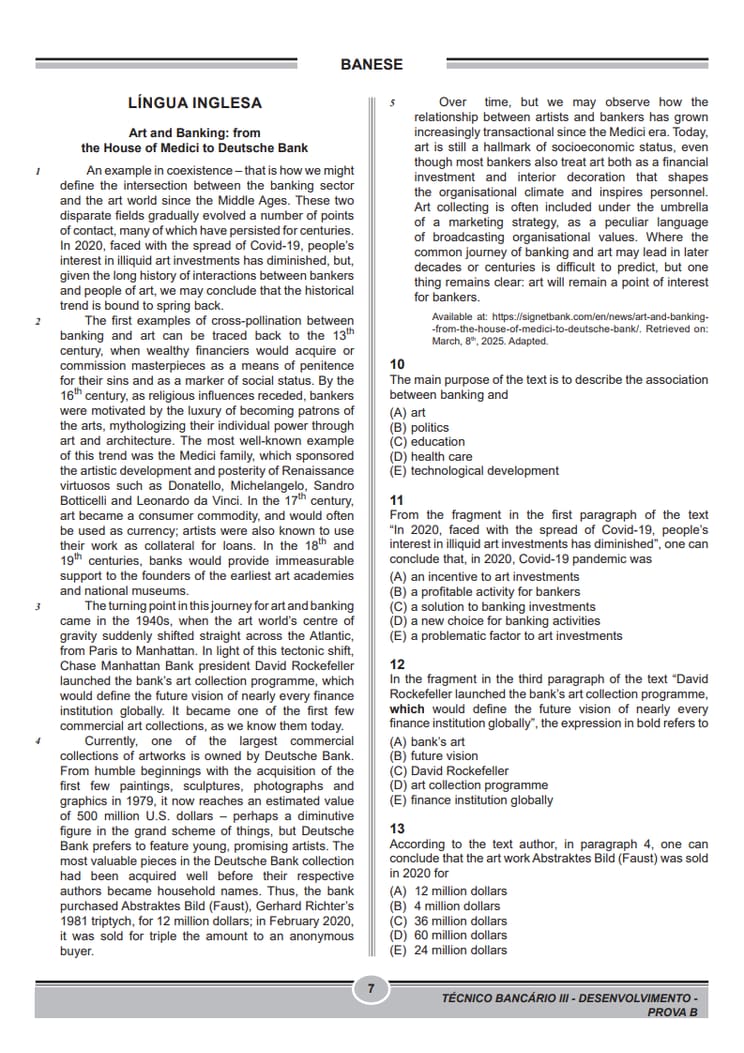 BANESE
LÍNGUA INGLESA
Art and Banking: from
the House of Medici to Deutsche Bank
1 An example in coexistence – that is how we might
define the intersection between the banking sector
and the art world since the Middle Ages. These two
disparate fields gradually evolved a number of points
of contact, many of which have persisted for centuries.
In 2020, faced with the spread of Covid-19, people's
interest in illiquid art investments has diminished, but,
given the long history of interactions between bankers
and people of art, we may conclude that the historical
trend is bound to spring back.
2 The first examples of cross-pollination between
banking and art can be traced back to the 13th
century, when wealthy financiers would acquire or
commission masterpieces as a means of penitence
for their sins and as a marker of social status. By the
16th century, as religious influences receded, bankers
were motivated by the luxury of becoming patrons of
the arts, mythologizing their individual power through
art and architecture. The most well-known example
of this trend was the Medici family, which sponsored
the artistic development and posterity of Renaissance
virtuosos such as Donatello, Michelangelo, Sandro
Botticelli and Leonardo da Vinci. In the 17th century,
art became a consumer commodity, and would often
be used as currency; artists were also known to use
their work as collateral for loans. In the 18th and
19th centuries, banks would provide immeasurable
support to the founders of the earliest art academies
and national museums.
3 The turning point in this journey for art and banking
came in the 1940s, when the art world's centre of
gravity suddenly shifted straight across the Atlantic,
from Paris to Manhattan. In light of this tectonic shift,
Chase Manhattan Bank president David Rockefeller
launched the bank's art collection programme, which
would define the future vision of nearly every finance
institution globally. It became one of the first few
commercial art collections, as we know them today.
4 Currently, one of the largest commercial
collections of artworks is owned by Deutsche Bank.
From humble beginnings with the acquisition of the
first few paintings, sculptures, photographs and
graphics in 1979, it now reaches an estimated value
of 500 million U.S. dollars – perhaps a diminutive
figure in the grand scheme of things, but Deutsche
Bank prefers to feature young, promising artists. The
most valuable pieces in the Deutsche Bank collection
had been acquired well before their respective
authors became household names. Thus, the bank
purchased Abstraktes Bild (Faust), Gerhard Richter's
1981 triptych, for 12 million dollars; in February 2020,
it was sold for triple the amount to an anonymous
buyer.
5 Over time, but we may observe how the
relationship between artists and bankers has grown
increasingly transactional since the Medici era. Today,
art is still a hallmark of socioeconomic status, even
though most bankers also treat art both as a financial
investment and interior decoration that shapes
the organisational climate and inspires personnel.
Art collecting is often included under the umbrella
of a marketing strategy, as a peculiar language
of broadcasting organisational values. Where the
common journey of banking and art may lead in later
decades or centuries is difficult to predict, but one
thing remains clear: art will remain a point of interest
for bankers.
Available at: https://signetbank.com/en/news/art-and-banking-
-from-the-house-of-medici-to-deutsche-bank/. Retrieved on:
March, 8th, 2025. Adapted.
10
The main purpose of the text is to describe the association
between banking and
(A) art
(B) politics
(C) education
(D) health care
(E) technological development
11
From the fragment in the first paragraph of the text
"In 2020, faced with the spread of Covid-19, people's
interest in illiquid art investments has diminished", one can
conclude that, in 2020, Covid-19 pandemic was
(A) an incentive to art investments
(B) a profitable activity for bankers
(C) a solution to banking investments
(D) a new choice for banking activities
(E) a problematic factor to art investments
12
In the fragment in the third paragraph of the text "David
Rockefeller launched the bank's art collection programme,
which would define the future vision of nearly every
finance institution globally", the expression in bold refers to
(A) bank's art
(B) future vision
(C) David Rockefeller
(D) art collection programme
(E) finance institution globally
13
According to the text author, in paragraph 4, one can
conclude that the art work Abstraktes Bild (Faust) was sold
in 2020 for
(A) 12 million dollars
(B) 4 million dollars
(C) 36 million dollars
(D) 60 million dollars
(E) 24 million dollars
7
TÉCNICO BANCÁRIO III - DESENVOLVIMENTO -
PROVA B